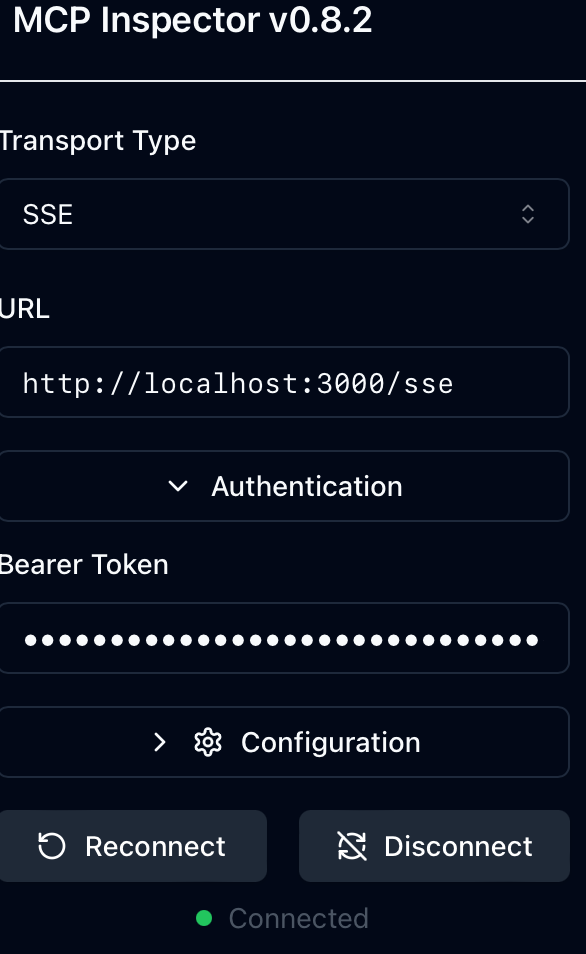 MCP Inspector v0.8.2
Transport Type
SSE
URL
http://localhost:3000/sse
Authentication
Bearer Token
••••••••••••••••••••••••••••••
Configuration
Reconnect Disconnect
Connected